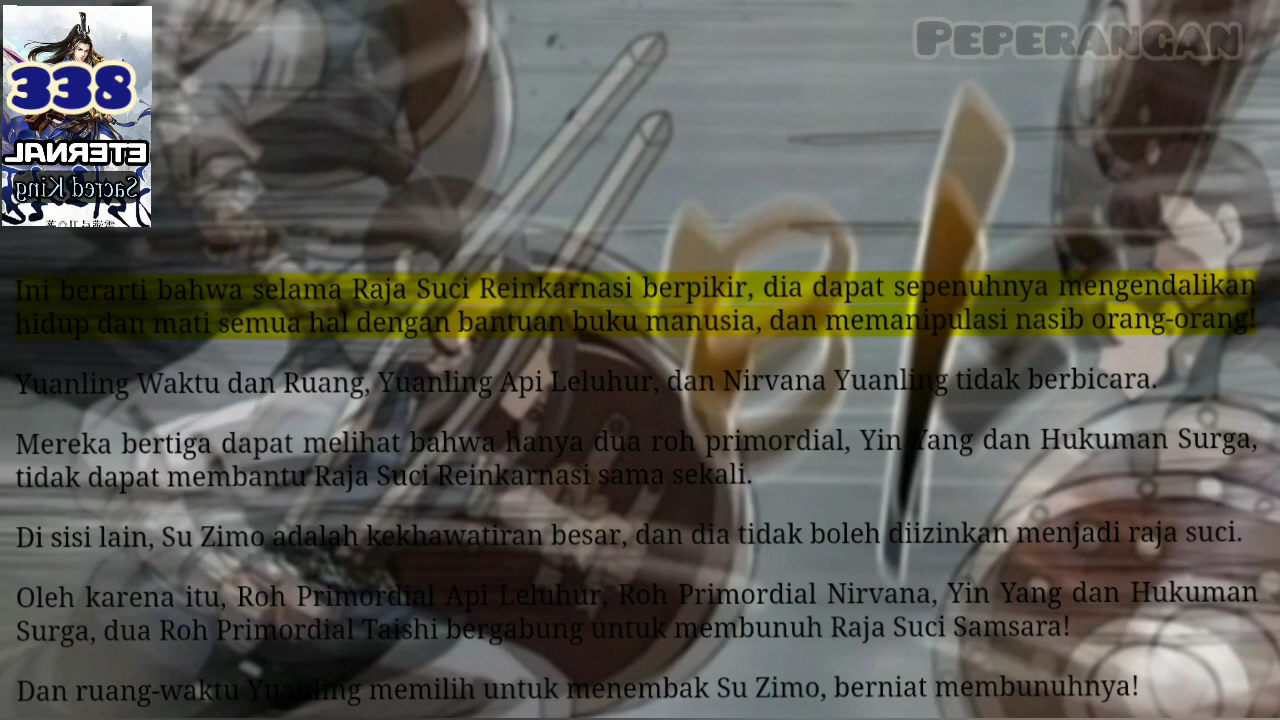 PEPERANGAN
338
ETERNAL
Sacred King
Ini berarti bahwa selama Raja Suci Reinkarnasi berpikir, dia dapat sepenuhnya mengendalikan
hidup dan mati semua hal dengan bantuan buku manusia, dan memanipulasi nasib orang-orang!
Yuanling Waktu dan Ruang, Yuanling Api Leluhur, dan Nirvana Yuanling tidak berbicara.
Mereka bertiga dapat melihat bahwa hanya dua roh primordial, Yin Yang dan Hukuman Surga,
tidak dapat membantu Raja Suci Reinkarnasi sama sekali.
Di sisi lain, Su Zimo adalah kekhawatiran besar, dan dia tidak boleh diizinkan menjadi raja suci.
Oleh karena itu, Roh Primordial Api Leluhur, Roh Primordial Nirvana, Yin Yang dan Hukuman
Surga, dua Roh Primordial Taishi bergabung untuk membunuh Raja Suci Samsara!
Dan ruang-waktu Yuanling memilih untuk menembak Su Zimo, berniat membunuhnya!